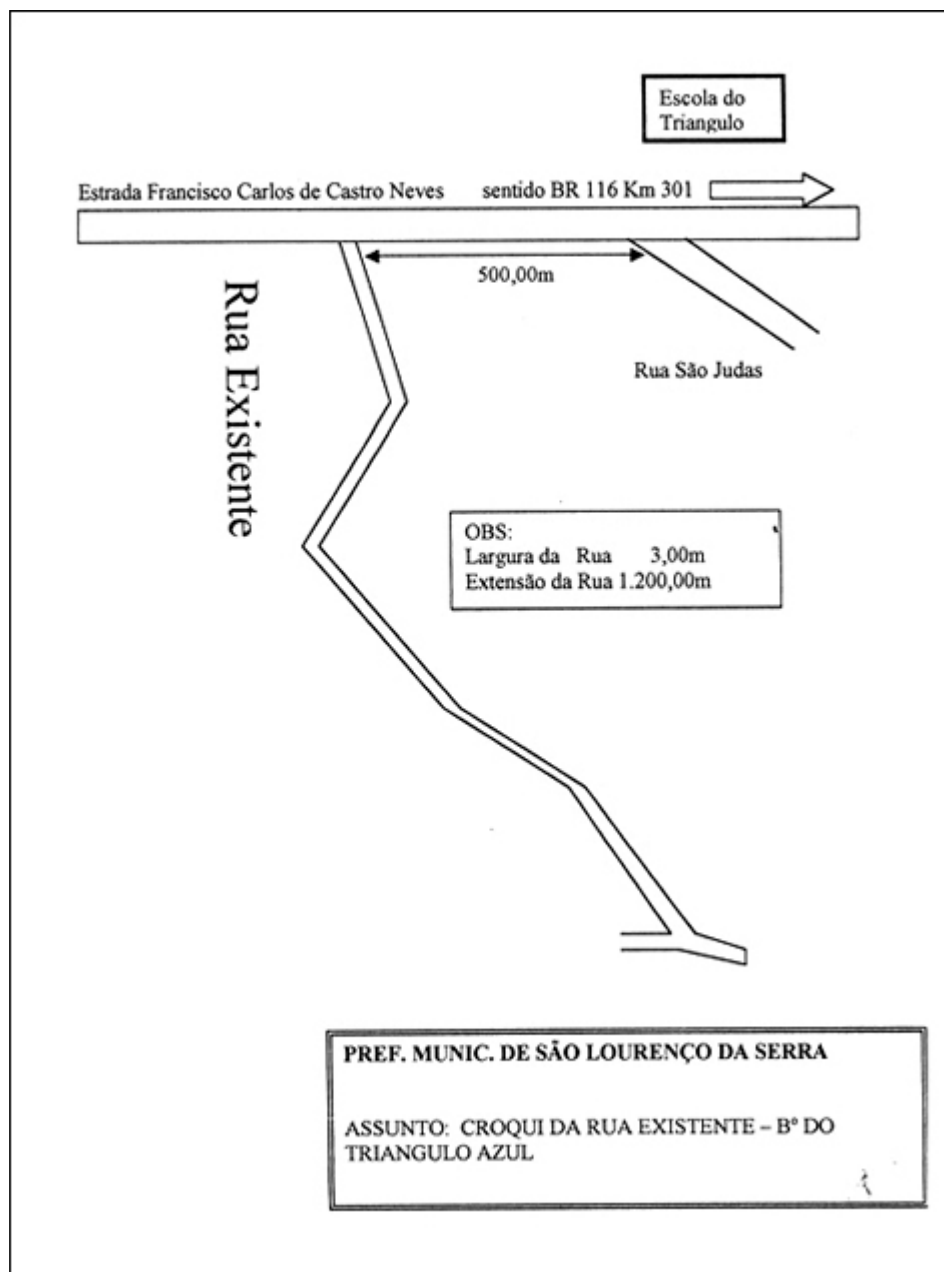 Escola do
Triangulo
Estrada Francisco Carlos de Castro Neves sentido BR 116 Km 301
500,00m
Rua Existente
Rua São Judas
OBS:
Largura da Rua 3,00m
Extensão da Rua 1.200,00m
PREF. MUNIC. DE SÃO LOURENÇO DA SERRA
ASSUNTO: CROQUI DA RUA EXISTENTE – Bº DO
TRIANGULO AZUL